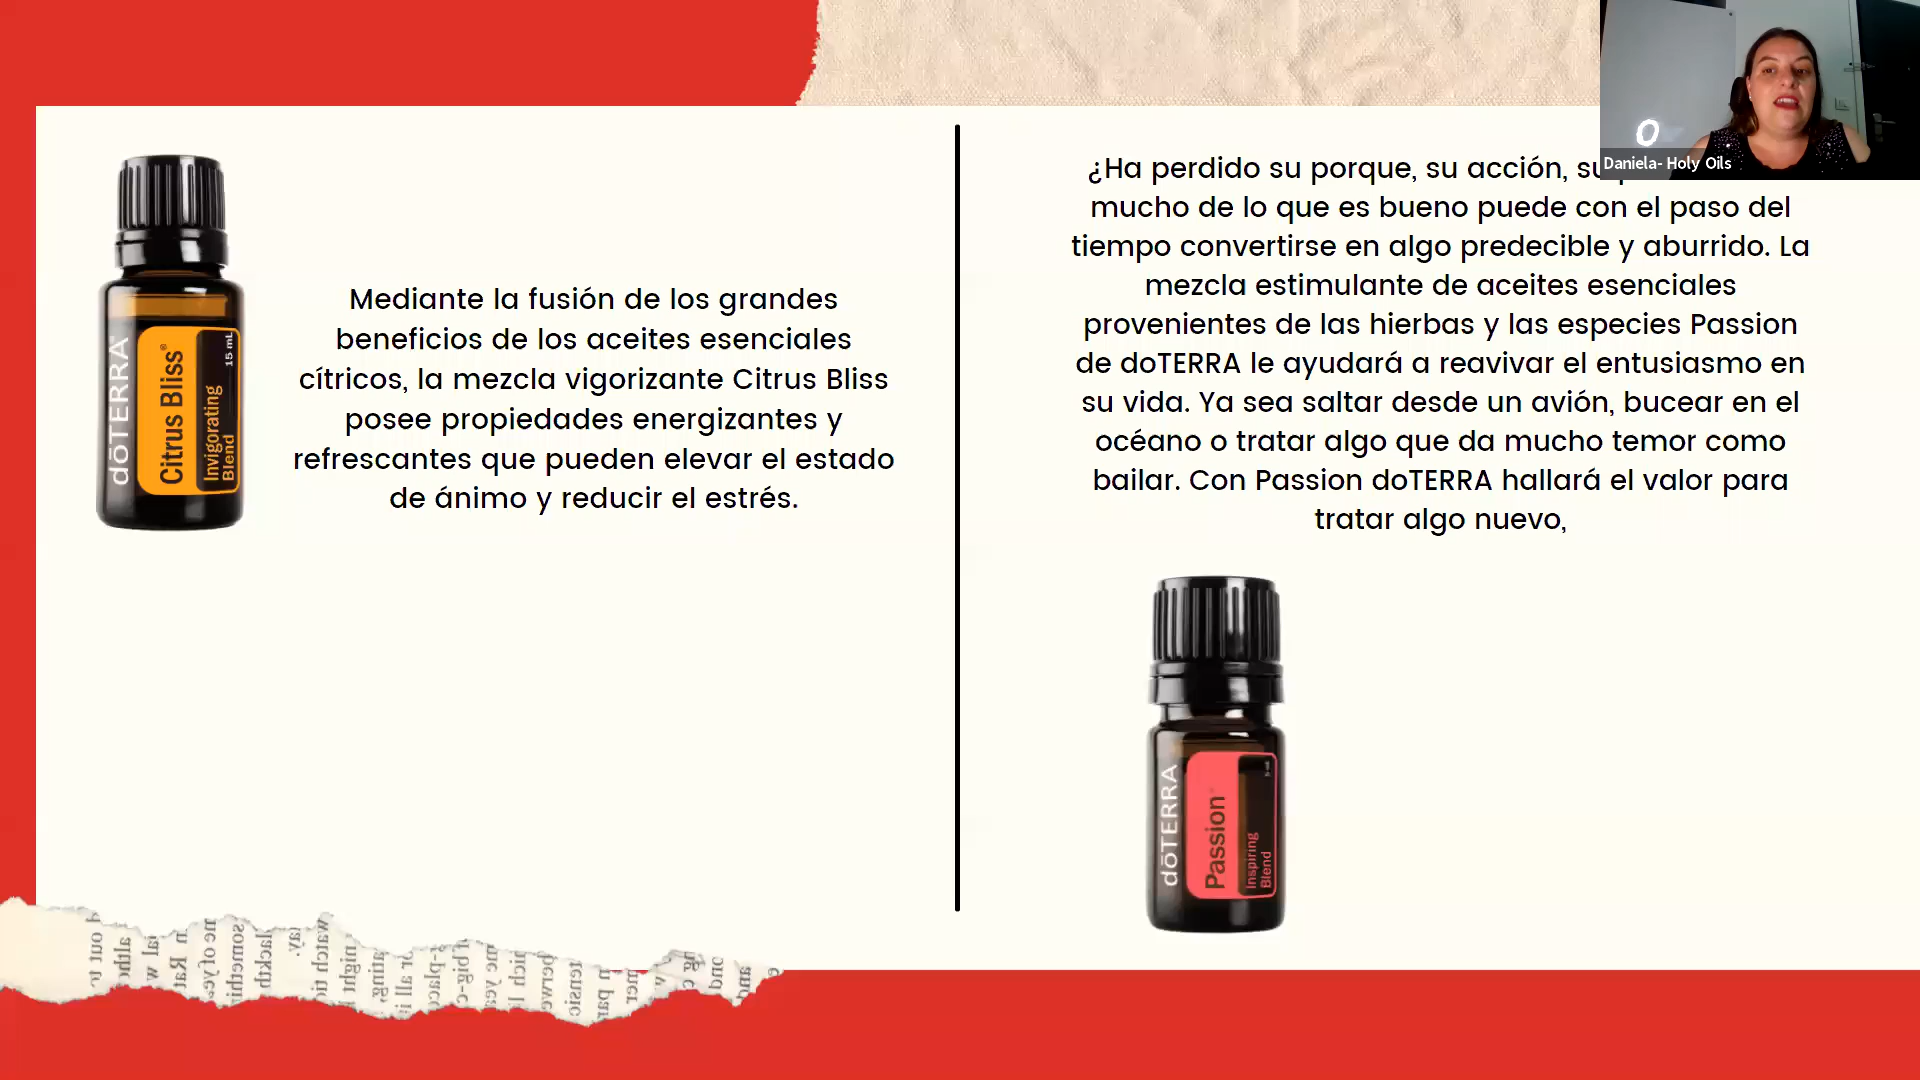 dōTERRA
Citrus Bliss®
Invigorating
Blend
15 mL
Mediante la fusión de los grandes
beneficios de los aceites esenciales
cítricos, la mezcla vigorizante Citrus Bliss
posee propiedades energizantes y
refrescantes que pueden elevar el estado
de ánimo y reducir el estrés.
Daniela- Holy Oils
¿Ha perdido su porque, su acción,
mucho de lo que es bueno puede con el paso del
tiempo convertirse en algo predecible y aburrido. La
mezcla estimulante de aceites esenciales
provenientes de las hierbas y las especies Passion
de doTERRA le ayudará a reavivar el entusiasmo en
su vida. Ya sea saltar desde un avión, bucear en el
océano o tratar algo que da mucho temor como
bailar. Con Passion doTERRA hallará el valor para
tratar algo nuevo,
dōTERRA
Passion
Inspiring
Blend